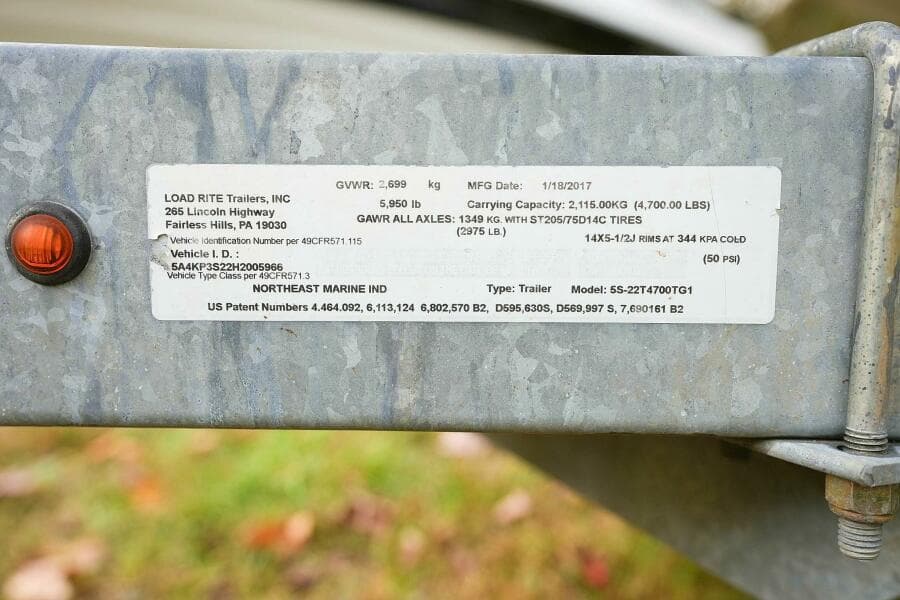 GVWR: 2,699 kg MFG Date: 1/18/2017
LOAD RITE Trailers, INC 5,950 lb Carrying Capacity: 2,115.00KG (4,700.00 LBS)
265 Lincoln Highway GAWR ALL AXLES: 1349 KG. WITH ST205/75D14C TIRES
Fairless Hills, PA 19030 (2975 LB.)
Vehicle Identification Number per 49CFR571.115 14X5-1/2J RIMS AT 344 KPA COLD
Vehicle I.D. : (50 PSI)
5A4KP3S22H2005966
Vehicle Type Class per 49CFR571.3
NORTHEAST MARINE IND Type: Trailer Model: 5S-22T4700TG1
US Patent Numbers 4.464.092, 6,113,124 6,802,570 B2, D595,630S, D569,997 S, 7,690161 B2